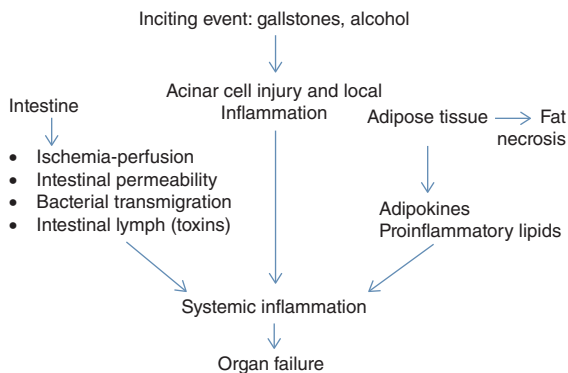 Inciting event: gallstones, alcohol
Acinar cell injury and local
Inflammation
Intestine
• Ischemia-perfusion
• Intestinal permeability
• Bacterial transmigration
• Intestinal lymph (toxins)
Adipose tissue
Fat
necrosis
Adipokines
Proinflammatory lipids
Systemic inflammation
Organ failure